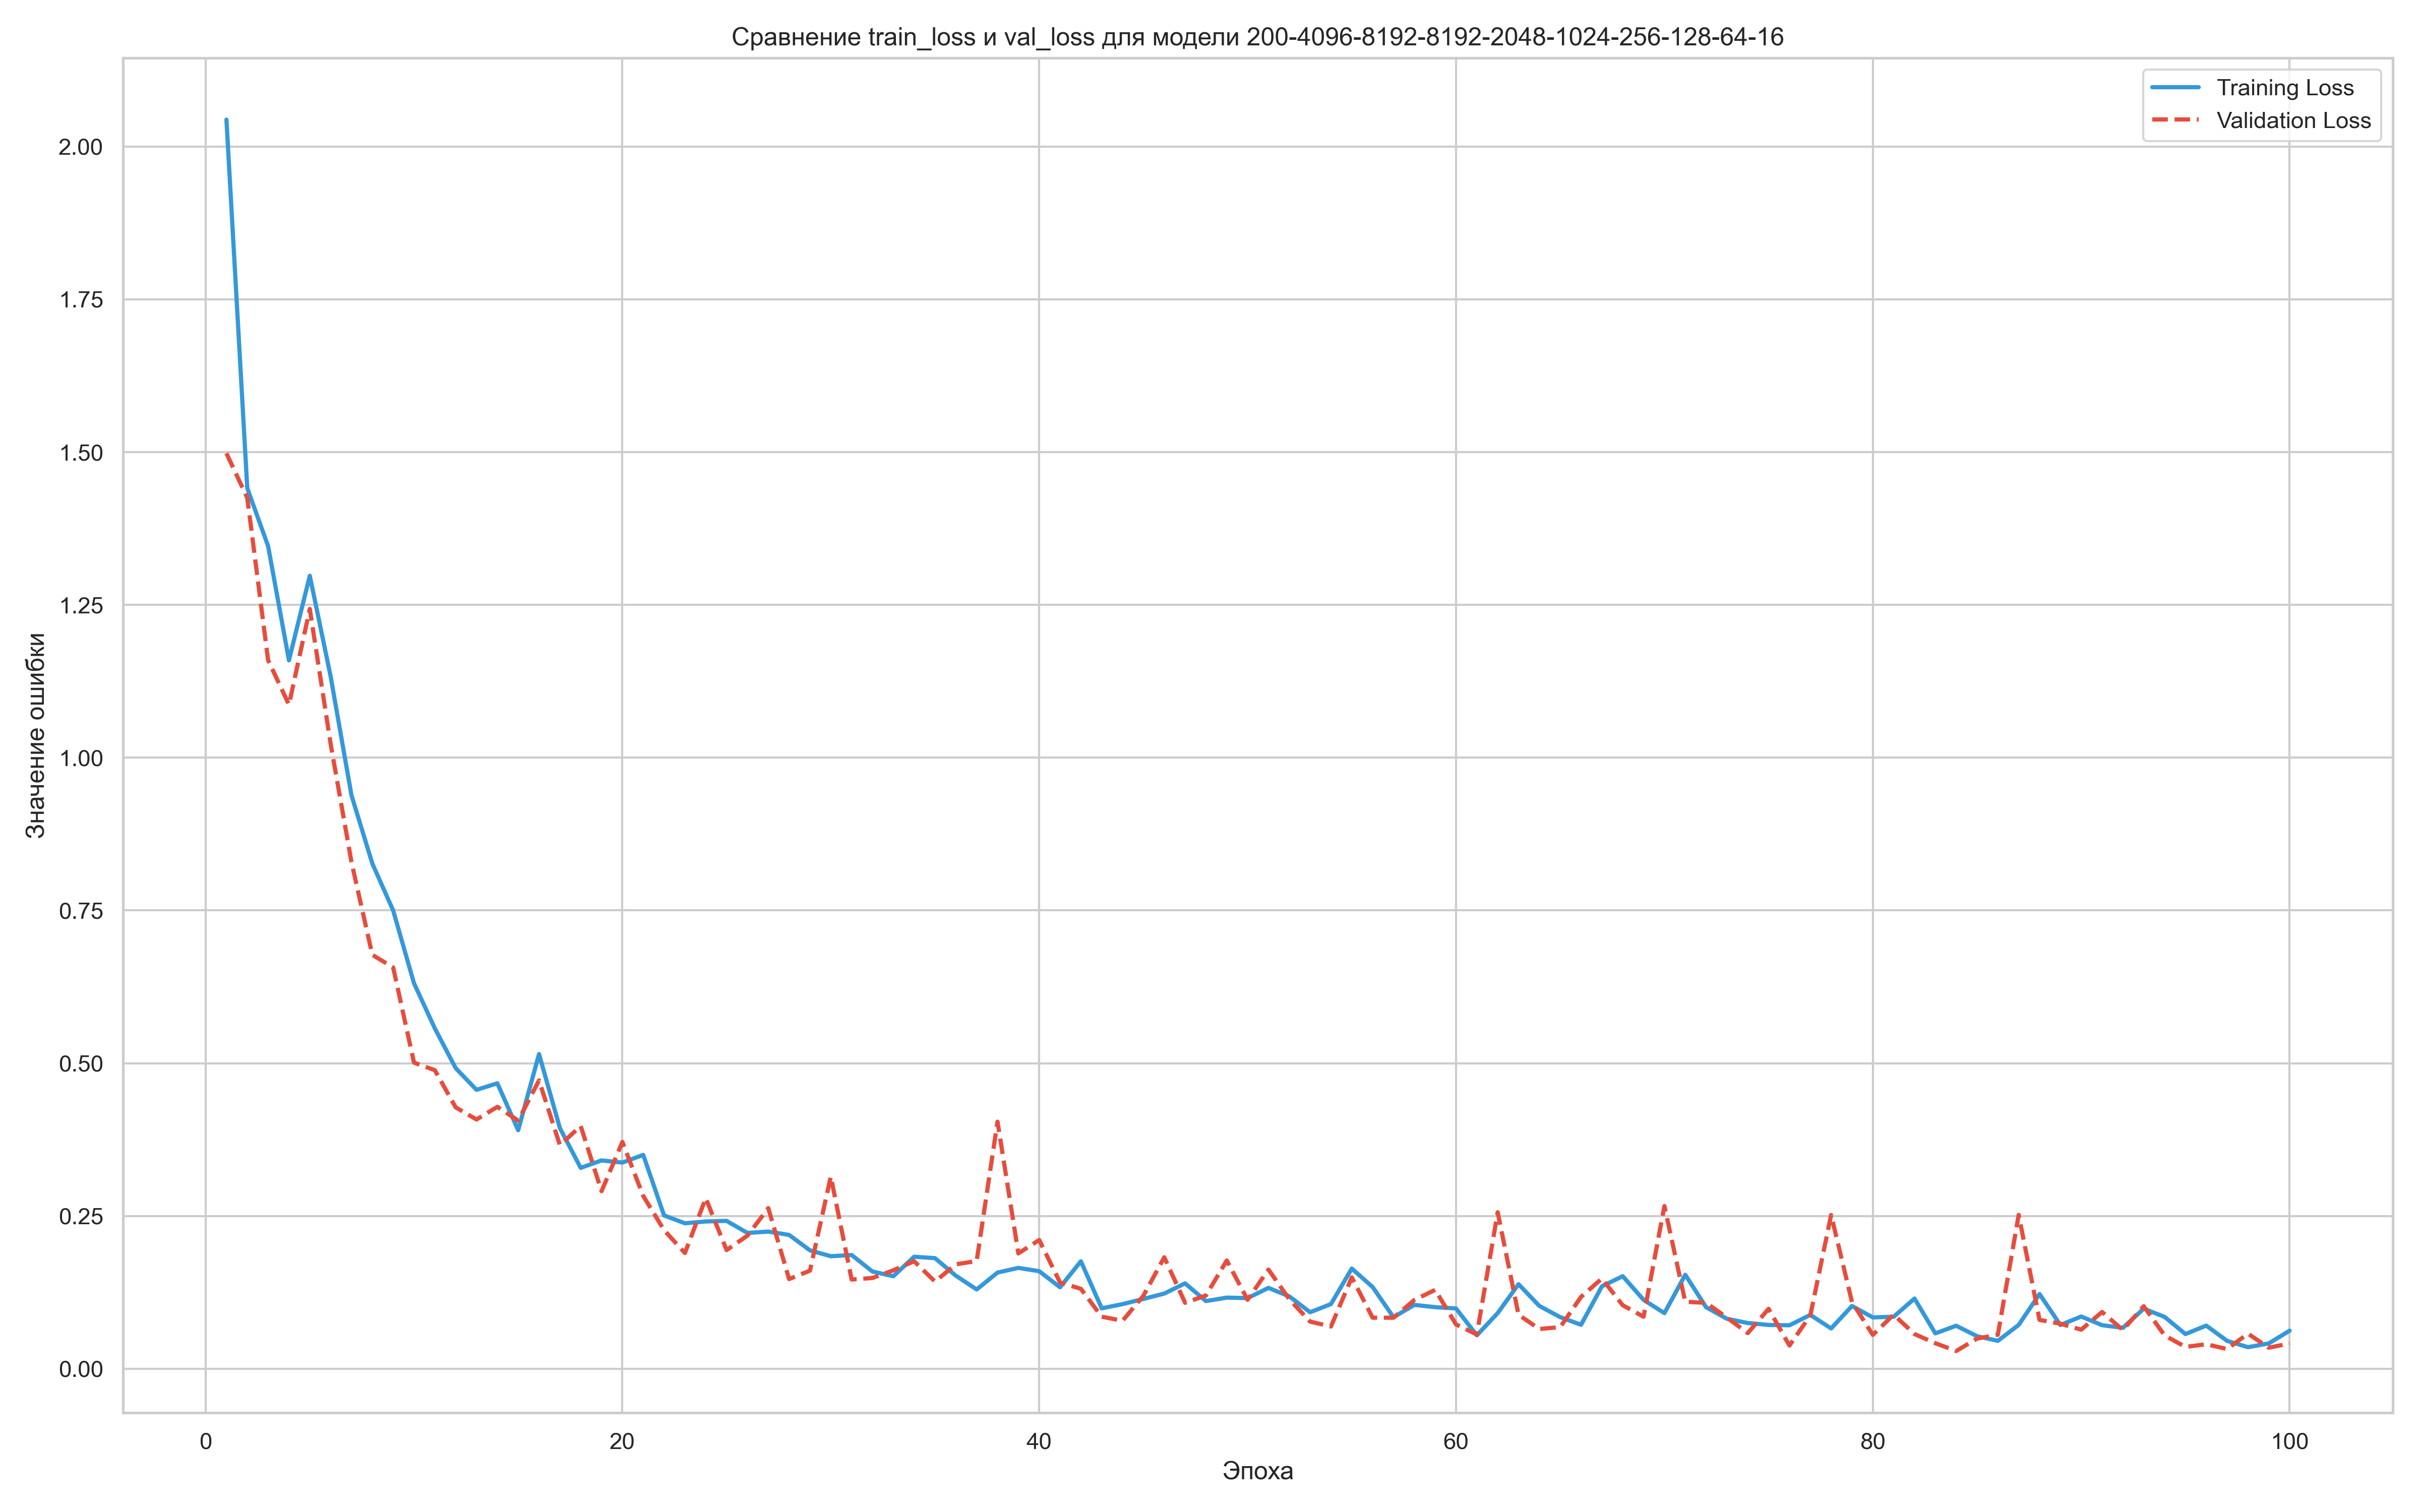 Сравнение train_loss и val_loss для модели 200-4096-8192-8192-2048-1024-256-128-64-16
Training Loss
Validation Loss
2.00
1.75
1.50
1.25
1.00
0.75
0.50
0.25
0.00
Значение ошибки
0 20 40 60 80 100
Эпоха